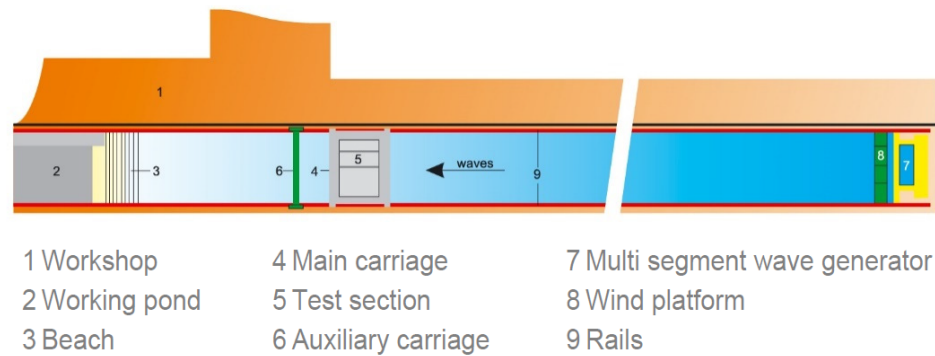 1
2
3
6
4
5
waves
9
8
7
1 Workshop
2 Working pond
3 Beach
4 Main carriage
5 Test section
6 Auxiliary carriage
7 Multi segment wave generator
8 Wind platform
9 Rails